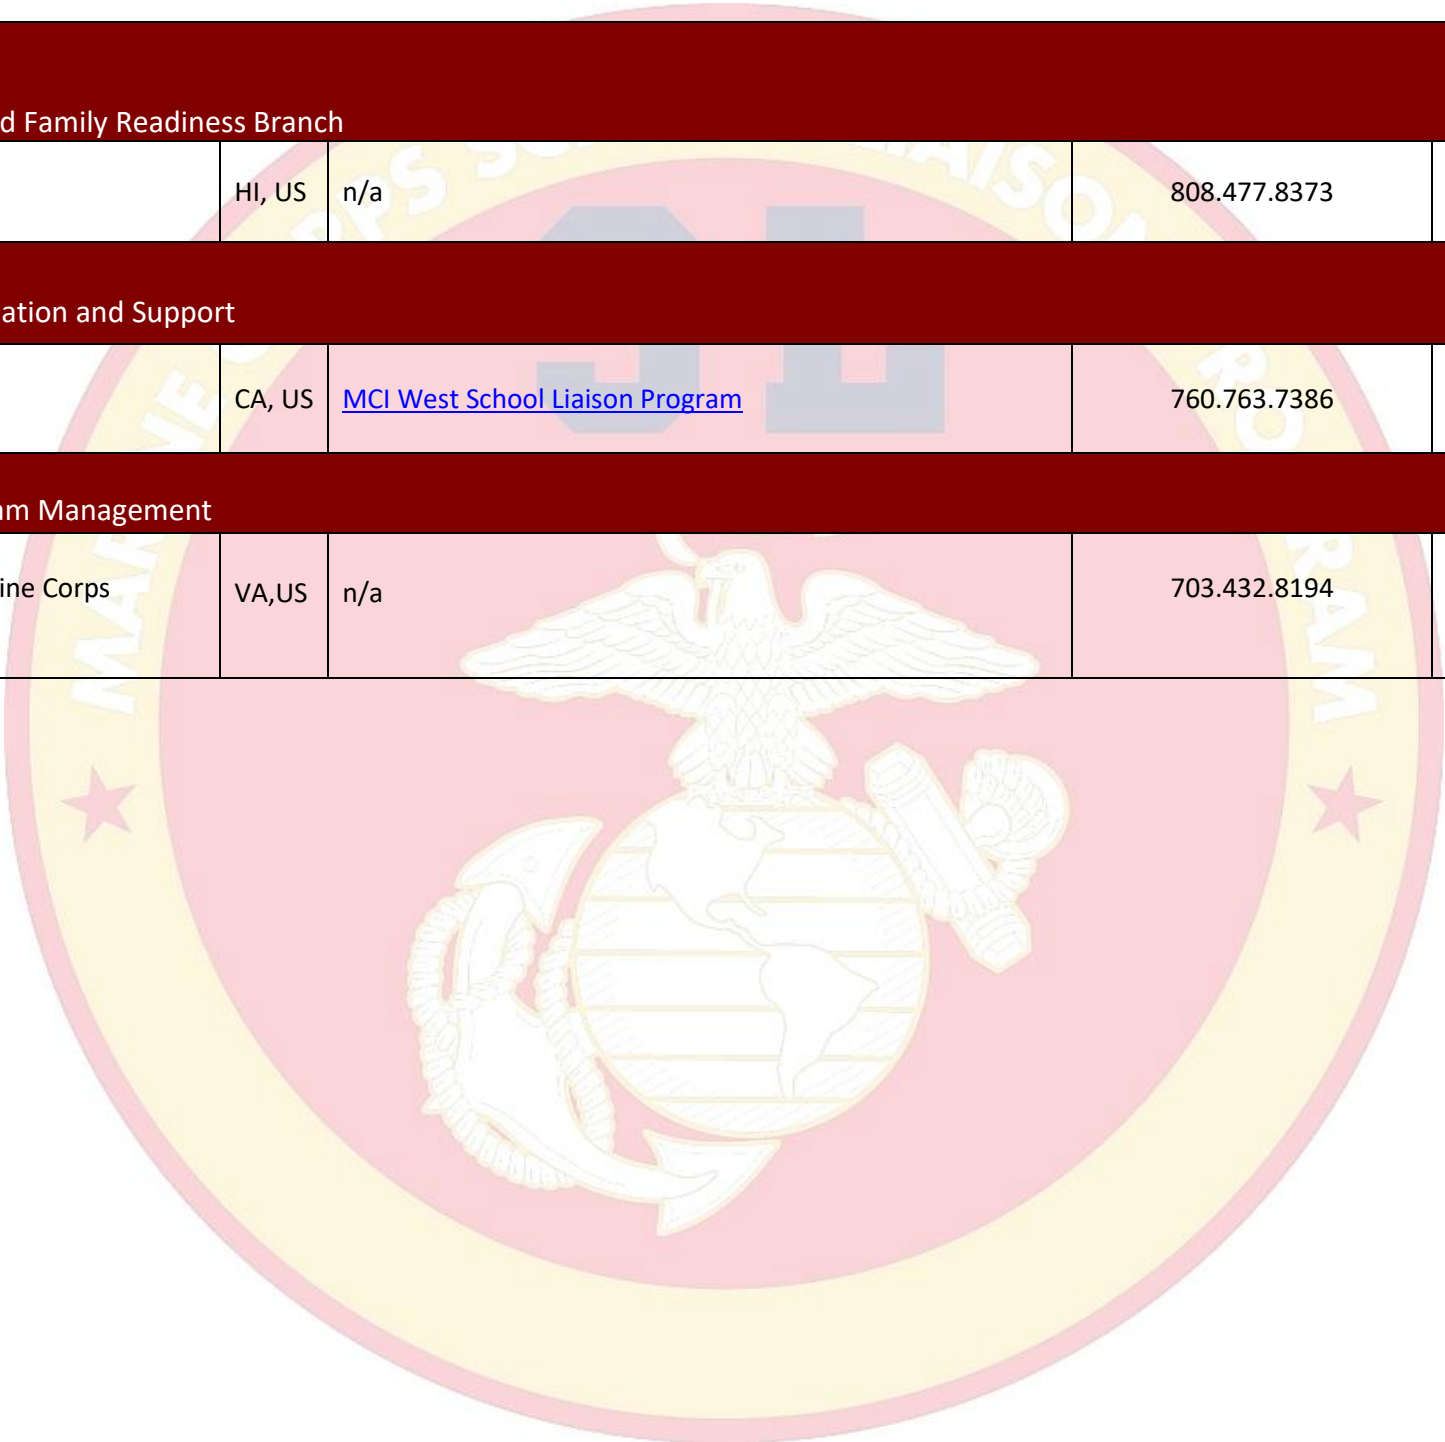 d Family Readiness Branch
HI, US n/a 808.477.8373
ation and Support
CA, US MCI West School Liaison Program 760.763.7386
am Management
ine Corps VA,US n/a 703.432.8194